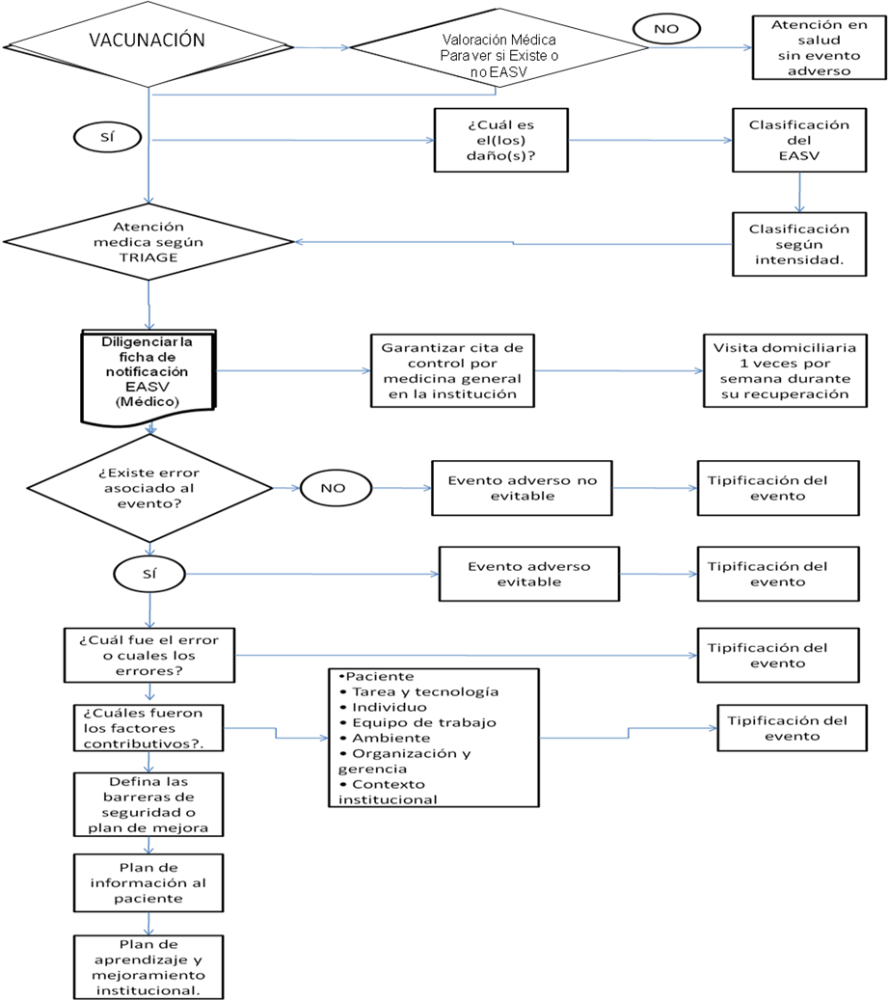 VACUNACIÓN
Valoración Médica
Para ver si Existe o
no EASV
NO
Atención en
salud
sin evento
adverso
SÍ
¿Cuál es
el(los)
daño(s)?
Clasificación
del
EASV
Atención
medica según
TRIAGE
Clasificación
según
intensidad.
Diligenciar la
ficha de
notificación
EASV
(Médico)
Garantizar cita de
control por
medicina general
en la institución
Visita domiciliaria
1 veces por
semana durante
su recuperación
¿Existe error
asociado al
evento?
NO
Evento adverso no
evitable
Tipificación del
evento
SÍ
Evento adverso
evitable
Tipificación del
evento
¿Cuál fue el error
o cuales los
errores?
Tipificación del
evento
•Paciente
• Tarea y tecnología
• Individuo
• Equipo de trabajo
• Ambiente
• Organización y
gerencia
• Contexto
institucional
¿Cuáles fueron
los factores
contributivos?.
Tipificación del
evento
Defina las
barreras de
seguridad o
plan de mejora
Plan de
información al
paciente
Plan de
aprendizaje y
mejoramiento
institucional.